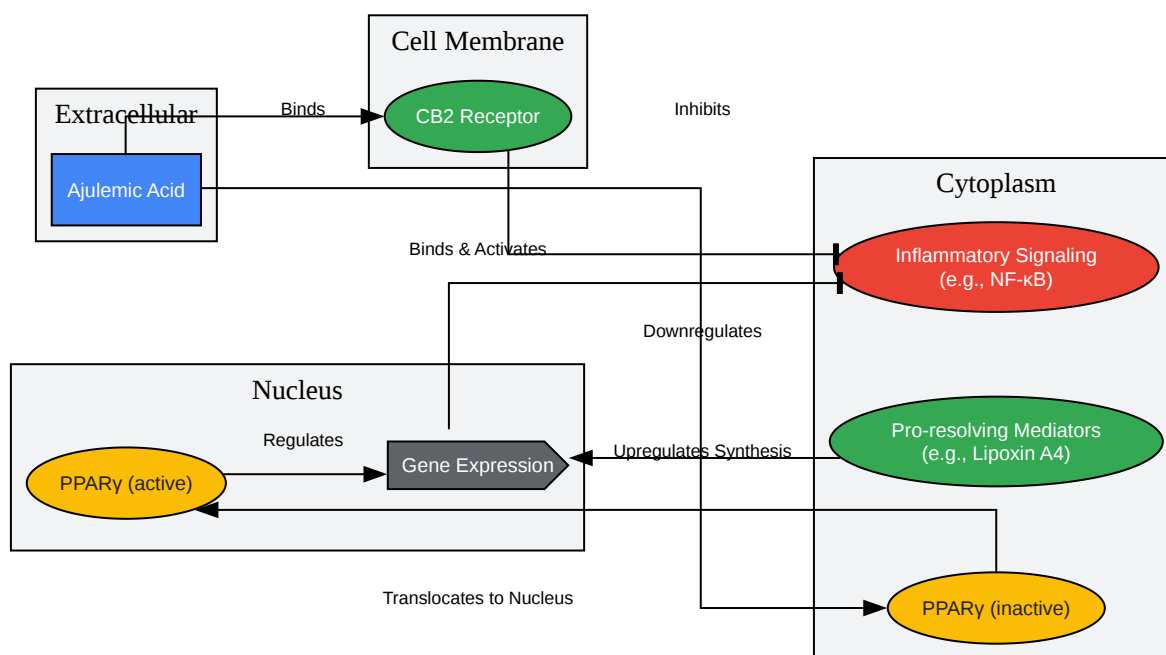 Cell Membrane
Extracellular
Binds
CB2 Receptor
Inhibits
Ajulemic Acid
Cytoplasm
Binds & Activates
Inflammatory Signaling
(e.g., NF-κB)
Downregulates
Nucleus
Regulates
Gene Expression
Upregulates Synthesis
Pro-resolving Mediators
(e.g., Lipoxin A4)
PPARγ (active)
Translocates to Nucleus
PPARγ (inactive)